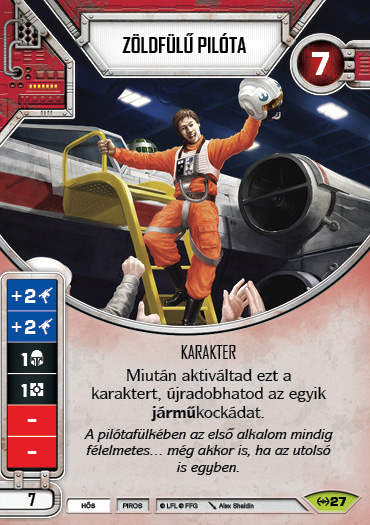 ZÖLDFÜLŰ PILÓTA
7
+2
+2
1
1
–
–
KARAKTER
Miután aktiváltad ezt a
karaktert, újradobhatod az egyik
járműkockádat.
A pilótafülkében az első alkalom mindig
félelmetes... még akkor is, ha az utolsó
is egyben.
7
HŐS
PIROS
© LFL © FFG
Alex Sheldin
27